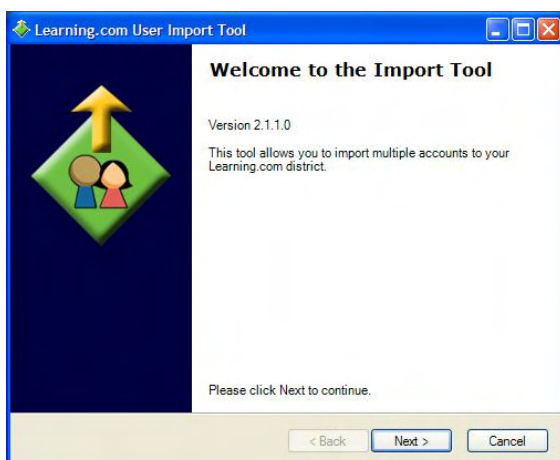 Learning.com User Import Tool
Welcome to the Import Tool
Version 2.1.1.0
This tool allows you to import multiple accounts to your
Learning.com district.
Please click Next to continue.
< Back Next > Cancel